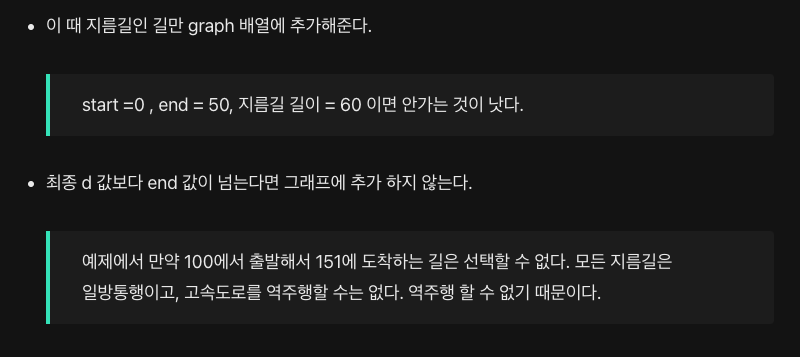 • 이 때 지름길인 길만 graph 배열에 추가해준다.
start =0 , end = 50, 지름길 길이 = 60 이면 안가는 것이 낫다.
• 최종 d 값보다 end 값이 넘는다면 그래프에 추가 하지 않는다.
예제에서 만약 100에서 출발해서 151에 도착하는 길은 선택할 수 없다. 모든 지름길은
일방통행이고, 고속도로를 역주행할 수는 없다. 역주행 할 수 없기 때문이다.